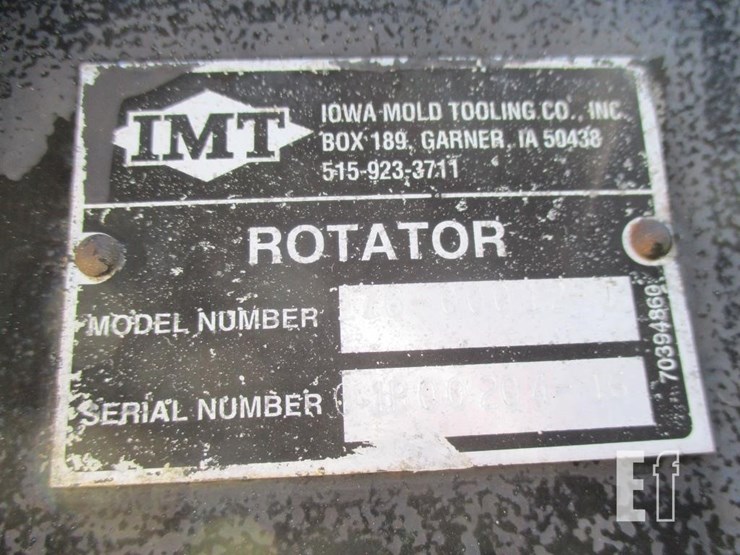 IMT
IOWA MOLD TOOLING CO., INC.
BOX 189, GARNER, IA 50438
515-923-3711
ROTATOR
MODEL NUMBER
SERIAL NUMBER
70394860
Ef